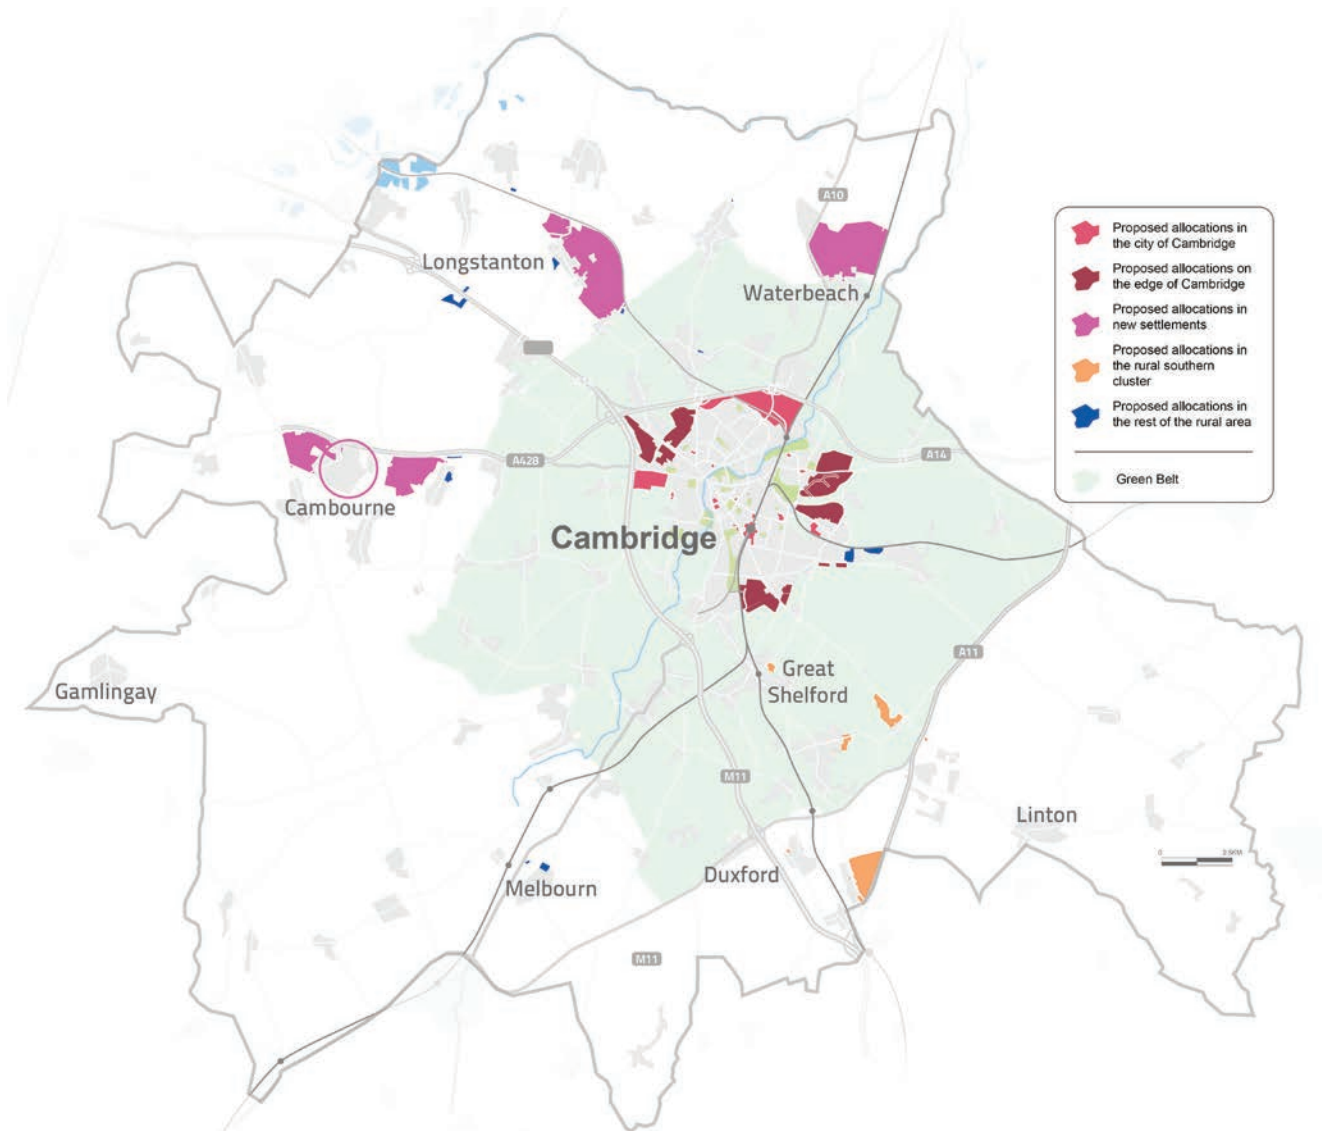 A10
Longstanton
Waterbeach
Proposed allocations in
the city of Cambridge
Proposed allocations on
the edge of Cambridge
Proposed allocations in
new settlements
Proposed allocations in
the rural southern
cluster
Proposed allocations in
the rest of the rural area
Green Belt
A428
A14
Cambourne
Cambridge
A11
Gamlingay
Great
Shelford
M11
Linton
Duxford
Melbourn
M11